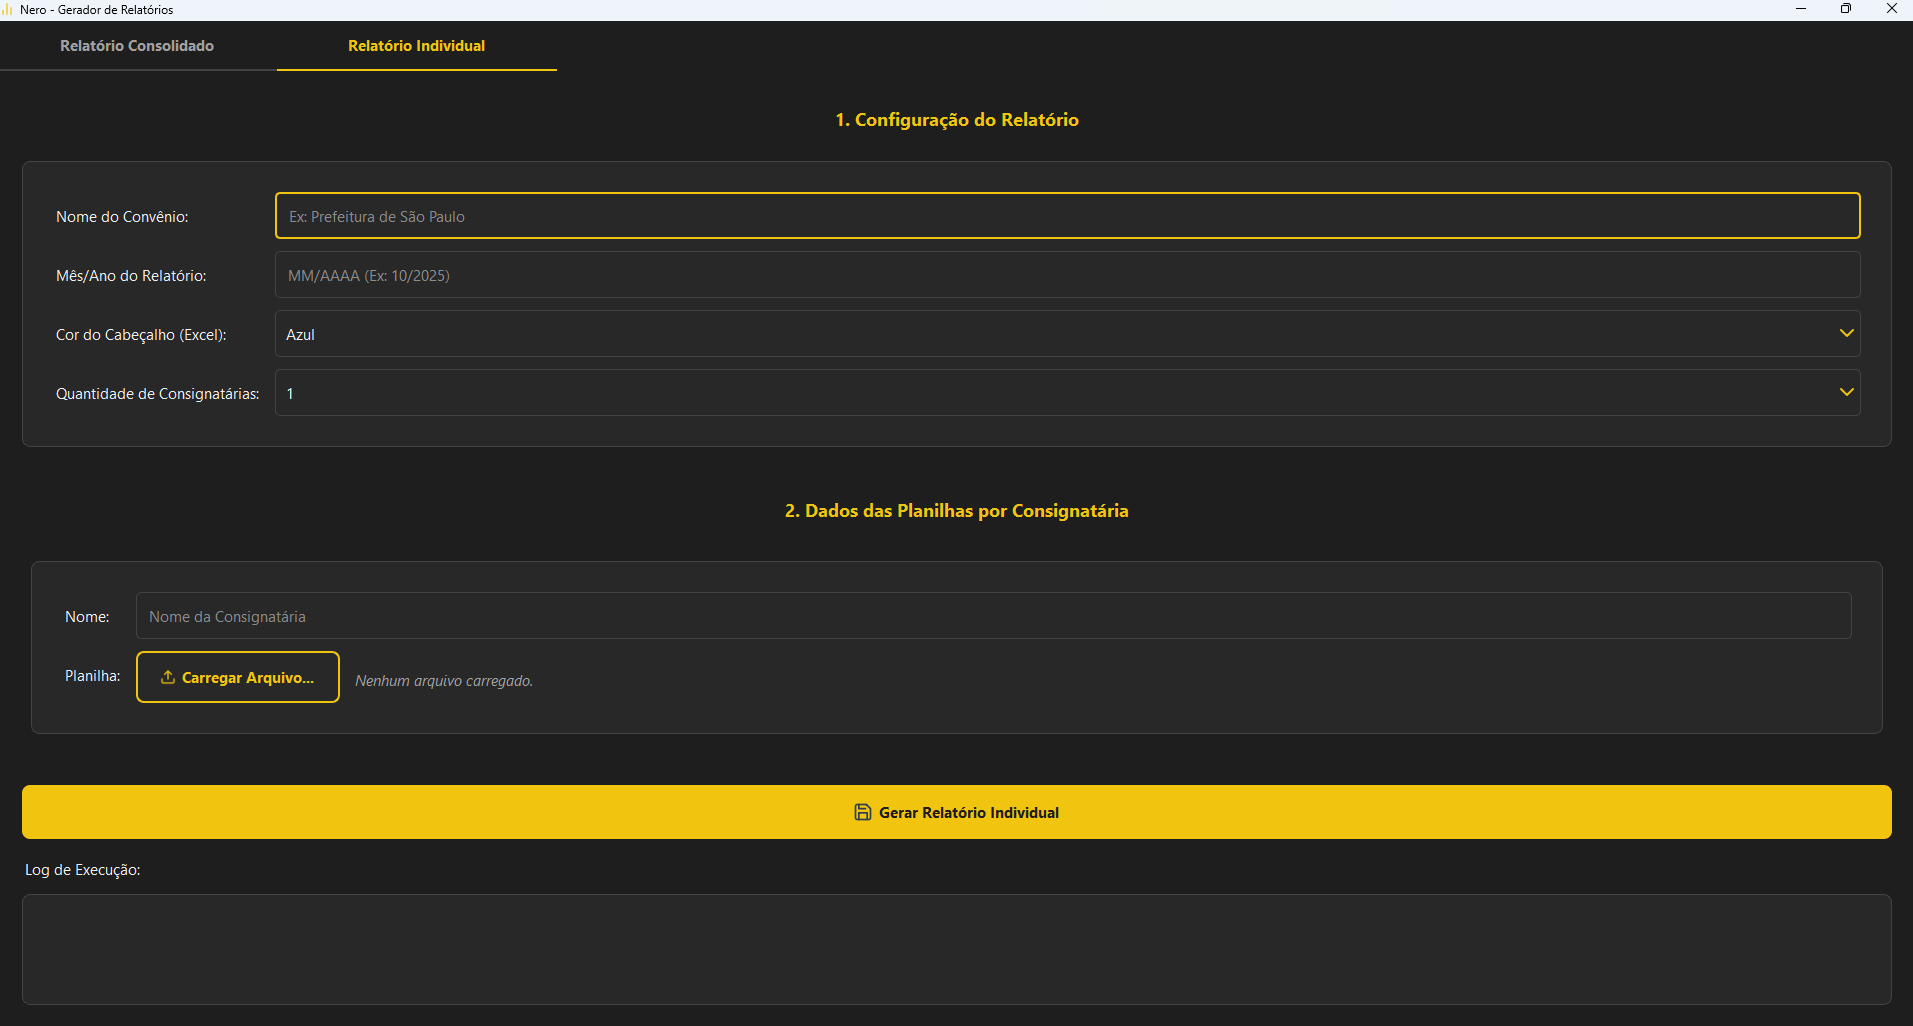 Nero - Gerador de Relatórios
Relatório Consolidado
Relatório Individual
1. Configuração do Relatório
Nome do Convênio:
Ex: Prefeitura de São Paulo
Mês/Ano do Relatório:
MM/AAAA (Ex: 10/2025)
Cor do Cabeçalho (Excel):
Azul
Quantidade de Consignatárias:
1
2. Dados das Planilhas por Consignatária
Nome:
Nome da Consignatária
Planilha:
Carregar Arquivo...
Nenhum arquivo carregado.
Gerar Relatório Individual
Log de Execução: